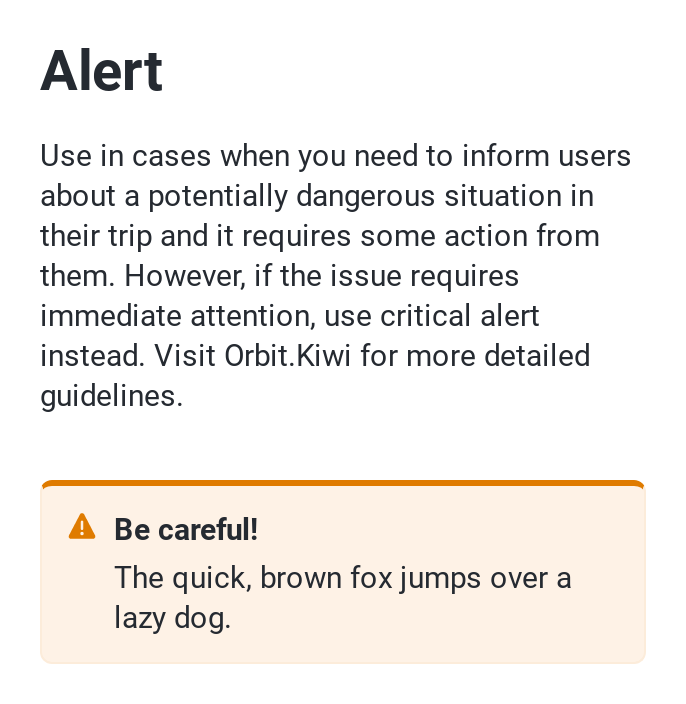 Alert
Use in cases when you need to inform users
about a potentially dangerous situation in
their trip and it requires some action from
them. However, if the issue requires
immediate attention, use critical alert
instead. Visit Orbit.Kiwi for more detailed
guidelines.
Be careful!
The quick, brown fox jumps over a
lazy dog.